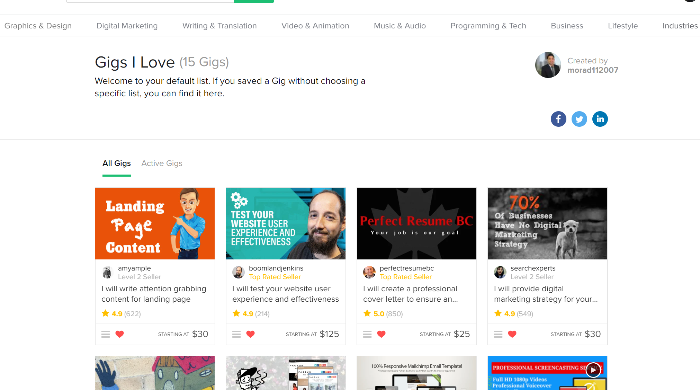 Graphics & Design Digital Marketing Writing & Translation Video & Animation Music & Audio Programming & Tech Business Lifestyle Industries
Gigs I Love (15 Gigs)
Welcome to your default list. If you saved a Gig without choosing a
specific list, you can find it here.
Created by
morad112007
All Gigs Active Gigs
Landing
Page
Content
amyample
Level 2 Seller
I will write attention grabbing
content for landing page
4.9 (622)
STARTING AT $30
TEST YOUR
WEBSITE USER
EXPERIENCE AND
EFFECTIVENESS
boomlandjenkins
Top Rated Seller
I will test your website user
experience and effectiveness
4.9 (214)
STARTING AT $125
Perfect Resume BC
Your job is our goal
perfectresumebc
Top Rated Seller
I will create a professional
cover letter to ensure an...
5.0 (850)
STARTING AT $25
70%
Of Businesses
Have No Digital
Marketing
Strategy
searchexperts
Level 2 Seller
I will provide digital
marketing strategy for your...
4.9 (549)
STARTING AT $30
100% Responsive Mailchimp Email Template!
PROFESSIONAL SCREENCASTING
Full HD 1080p Videos
Professional Voiceover